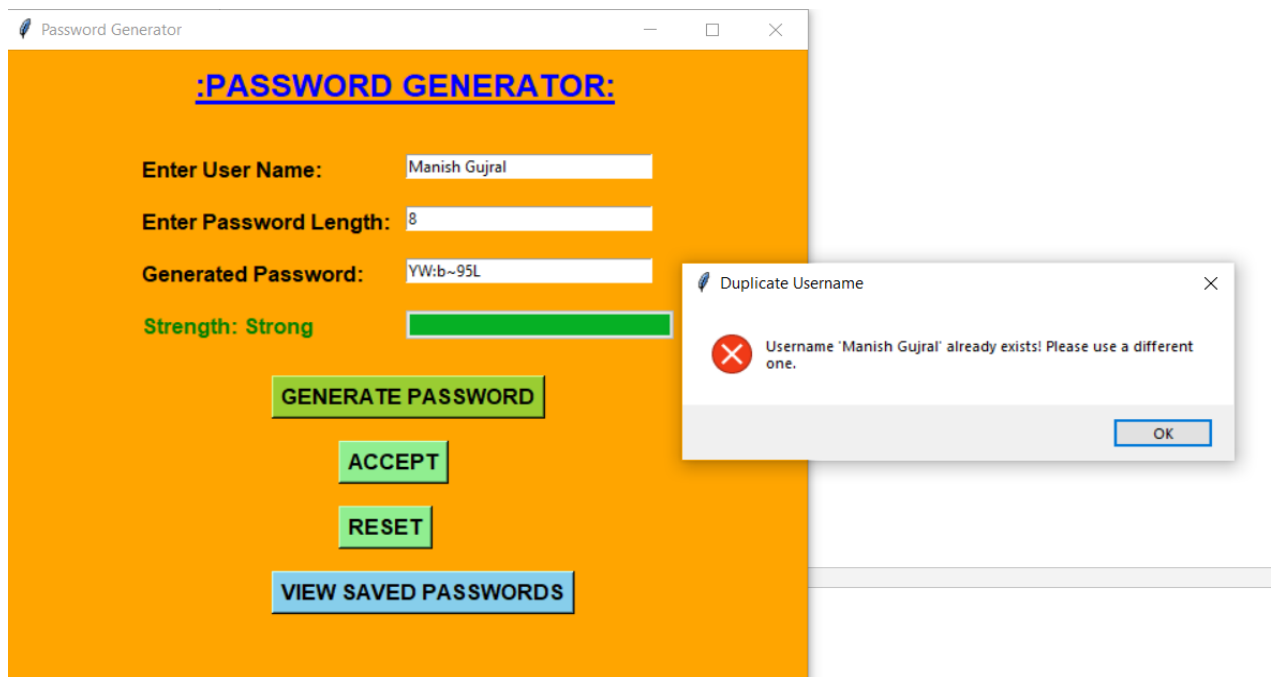 Password Generator
:PASSWORD GENERATOR:
Enter User Name:
Manish Gujral
Enter Password Length:
8
Generated Password:
YW:b~95L
Strength: Strong
GENERATE PASSWORD
ACCEPT
RESET
VIEW SAVED PASSWORDS
Duplicate Username
Username 'Manish Gujral' already exists! Please use a different
one.
OK